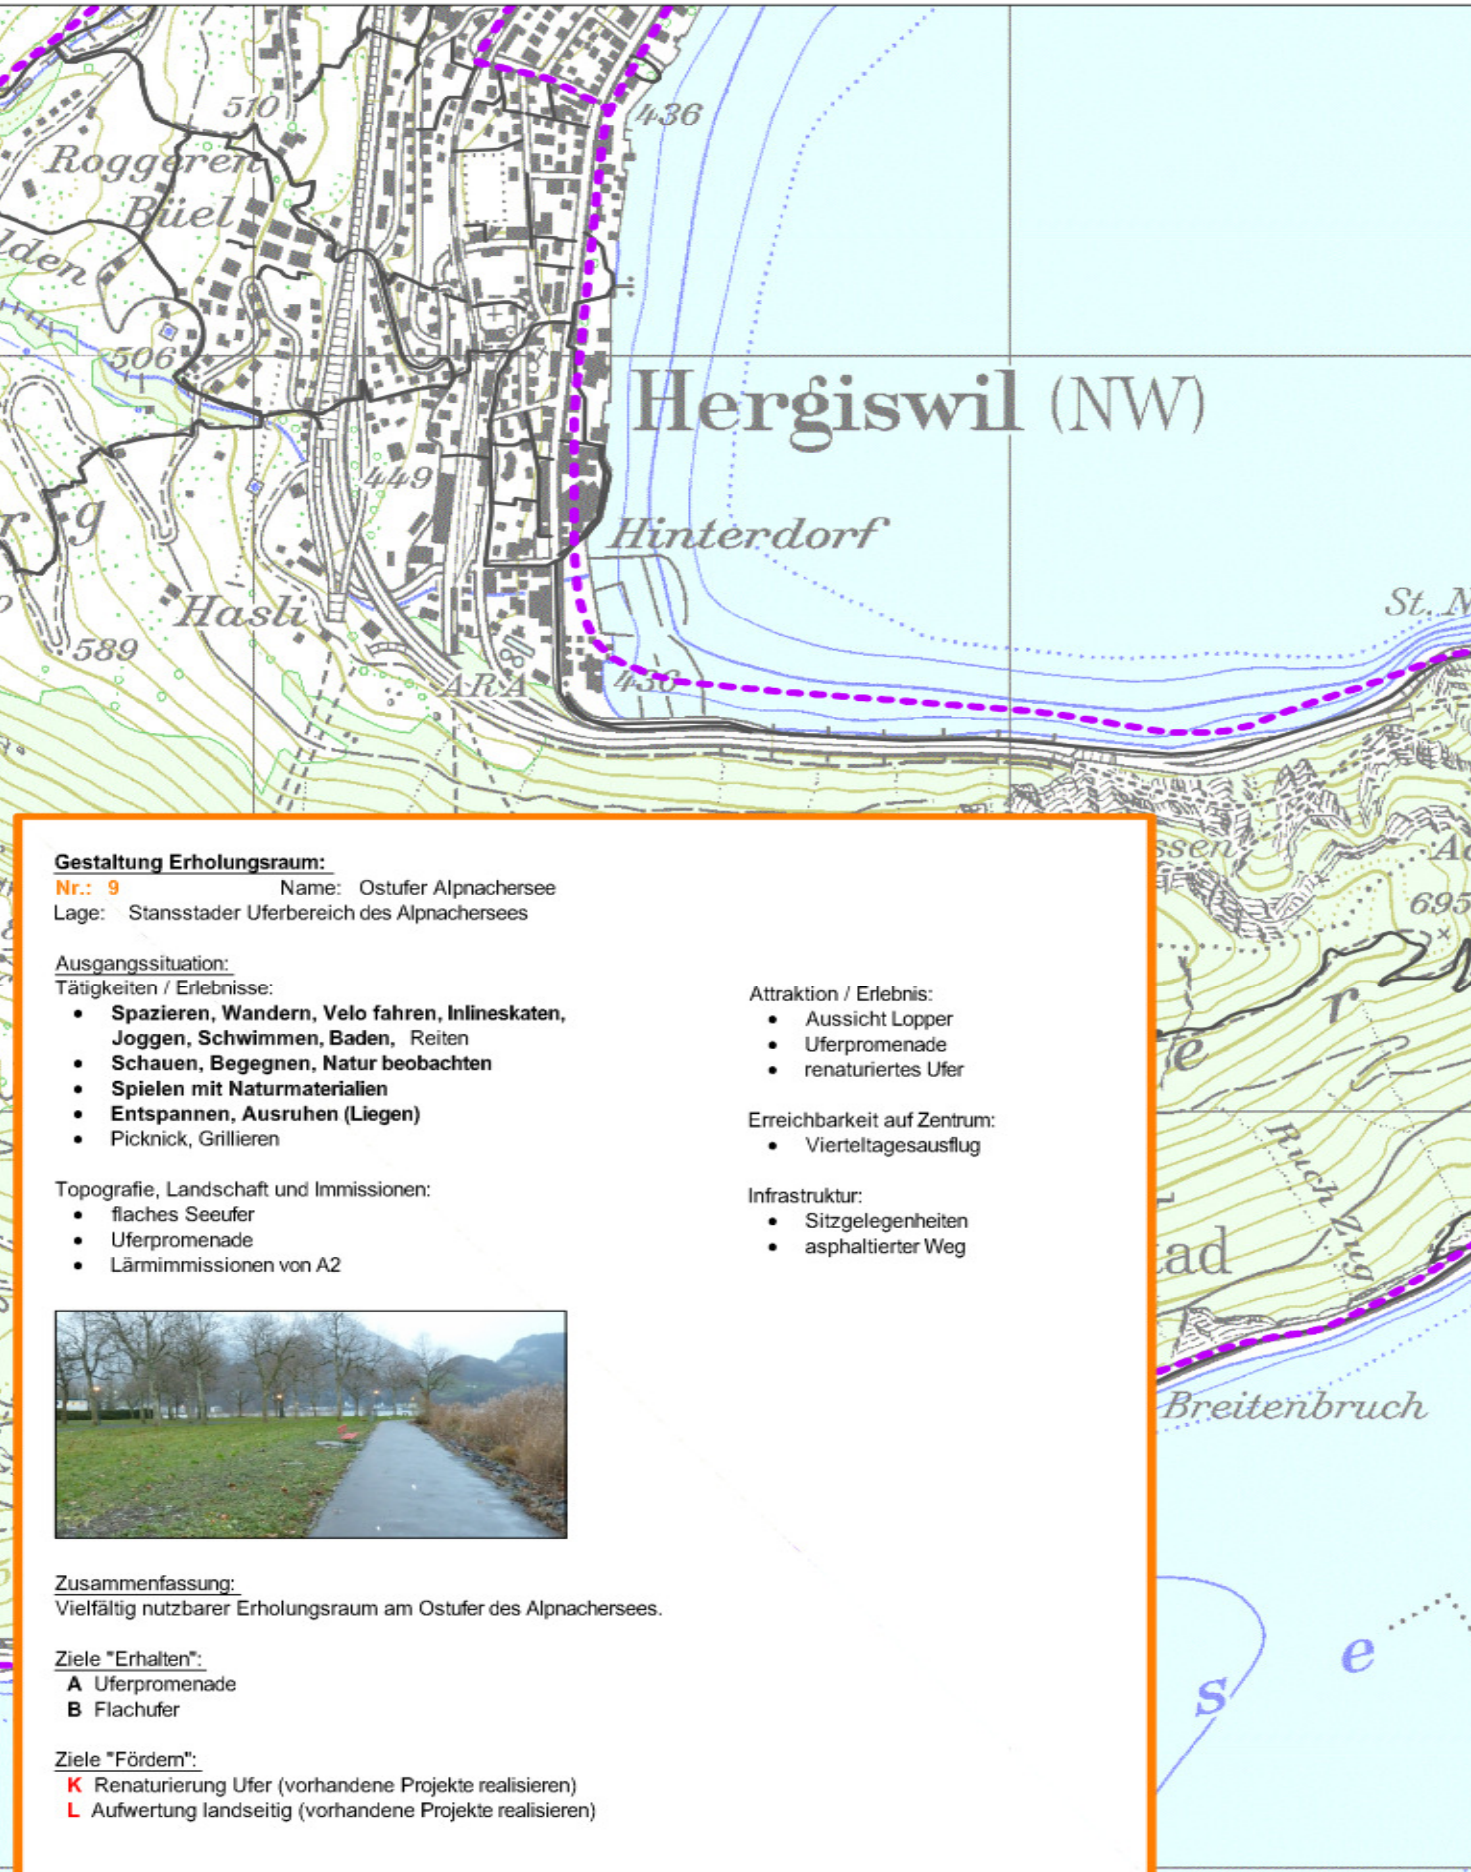 510
436
Roggeren
Büel
lden
506
Hergiswil (NW)
449
g
Hinterdorf
Hasli
St. N
589
ARA
436
695
r
e
Ruch Zug
ad
Breitenbruch
s e
Gestaltung Erholungsraum:
Nr.: 9 Name: Ostufer Alpnachersee
Lage: Stansstader Uferbereich des Alpnachersees
Ausgangssituation:
Tätigkeiten / Erlebnisse:
• Spazieren, Wandern, Velo fahren, Inlineskaten,
Joggen, Schwimmen, Baden, Reiten
• Schauen, Begegnen, Natur beobachten
• Spielen mit Naturmaterialien
• Entspannen, Ausruhen (Liegen)
• Picknick, Grillieren
Topografie, Landschaft und Immissionen:
• flaches Seeufer
• Uferpromenade
• Lärmimmissionen von A2
Attraktion / Erlebnis:
• Aussicht Lopper
• Uferpromenade
• renaturiertes Ufer
Erreichbarkeit auf Zentrum:
• Vierteltagesausflug
Infrastruktur:
• Sitzgelegenheiten
• asphaltierter Weg
Zusammenfassung:
Vielfältig nutzbarer Erholungsraum am Ostufer des Alpnachersees.
Ziele "Erhalten":
A Uferpromenade
B Flachufer
Ziele "Fördern":
K Renaturierung Ufer (vorhandene Projekte realisieren)
L Aufwertung landseitig (vorhandene Projekte realisieren)